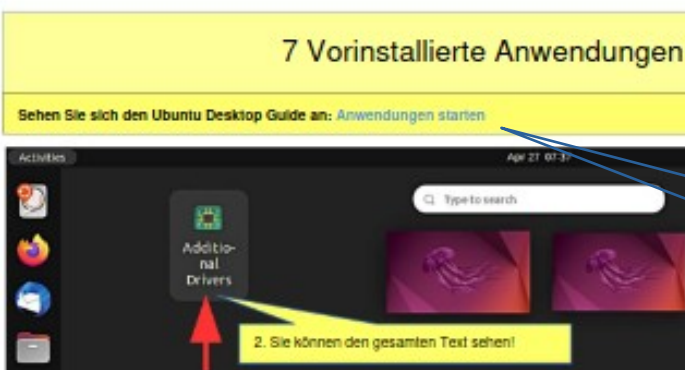 7 Vorinstallierte Anwendungen
Sehen Sie sich den Ubuntu Desktop Guide an: Anwendungen starten
Activities
Apr 27 07:37
Type to search
Additio-
nal
Drivers
2. Sie können den gesamten Text sehen!